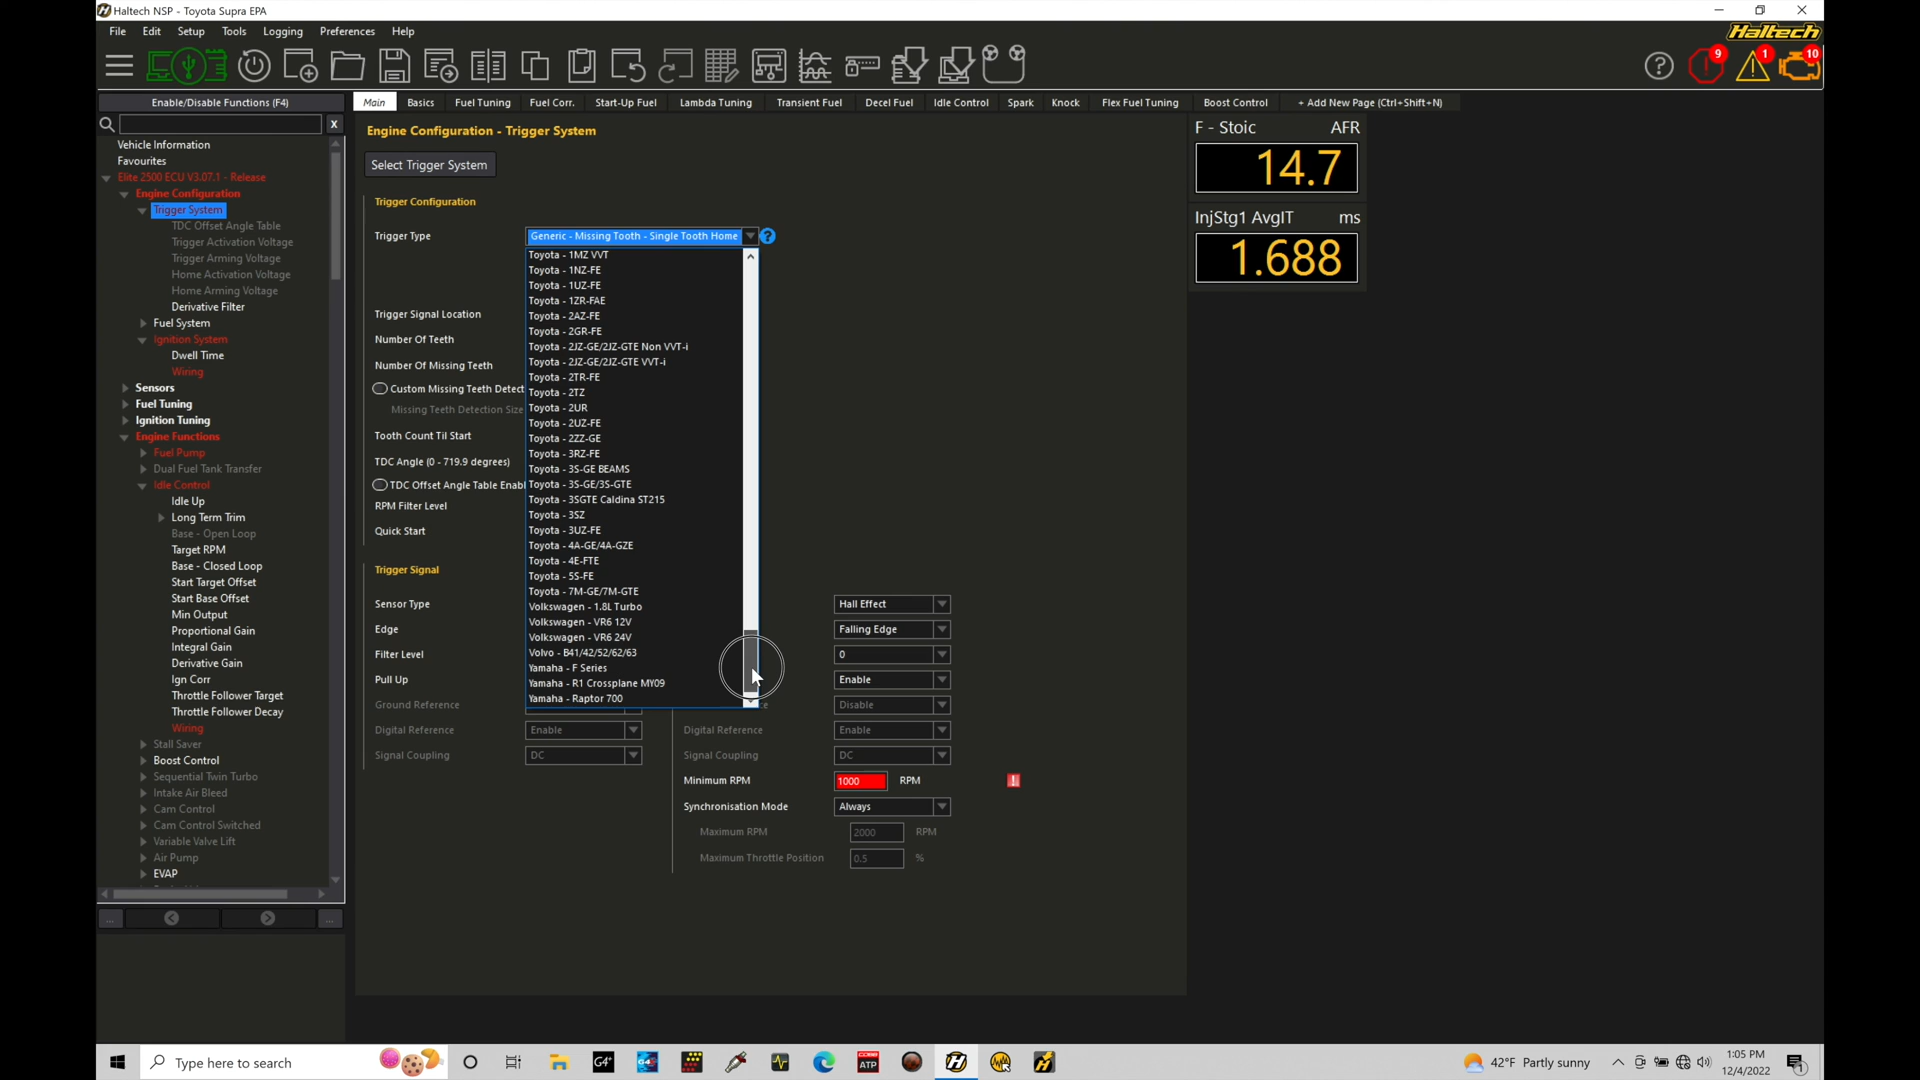 Haltech NSP - Toyota Supra EPA
File Edit Setup Tools Logging Preferences Help
Haltech
9 1 10
Enable/Disable Functions (F4)
Main Basics Fuel Tuning Fuel Corr. Start-Up Fuel Lambda Tuning Transient Fuel Decel Fuel Idle Control Spark Knock Flex Fuel Tuning Boost Control + Add New Page (Ctrl+Shift+N)
X
Vehicle Information
Favourites
Elite 2500 ECU V3.07.1 - Release
Engine Configuration
Trigger System
TDC Offset Angle Table
Trigger Activation Voltage
Trigger Arming Voltage
Home Activation Voltage
Home Arming Voltage
Derivative Filter
Fuel System
Ignition System
Dwell Time
Wiring
Sensors
Fuel Tuning
Ignition Tuning
Engine Functions
Fuel Pump
Dual Fuel Tank Transfer
Idle Control
Idle Up
Long Term Trim
Base - Open Loop
Target RPM
Base - Closed Loop
Start Target Offset
Start Base Offset
Min Output
Proportional Gain
Integral Gain
Derivative Gain
Ign Corr
Throttle Follower Target
Throttle Follower Decay
Wiring
Stall Saver
Boost Control
Sequential Twin Turbo
Intake Air Bleed
Cam Control
Cam Control Switched
Variable Valve Lift
Air Pump
EVAP
... ...
Engine Configuration - Trigger System
Select Trigger System
Trigger Configuration
Trigger Type Generic - Missing Tooth - Single Tooth Home ?
Trigger Signal Location
Number Of Teeth
Number Of Missing Teeth
Custom Missing Teeth Detect
Missing Teeth Detection Size
Tooth Count Til Start
TDC Angle (0 - 719.9 degrees)
TDC Offset Angle Table Enabl
RPM Filter Level
Quick Start
Toyota - 1MZ VVT
Toyota - 1NZ-FE
Toyota - 1UZ-FE
Toyota - 1ZR-FAE
Toyota - 2AZ-FE
Toyota - 2GR-FE
Toyota - 2JZ-GE/2JZ-GTE Non VVT-i
Toyota - 2JZ-GE/2JZ-GTE VVT-i
Toyota - 2TR-FE
Toyota - 2TZ
Toyota - 2UR
Toyota - 2UZ-FE
Toyota - 2ZZ-GE
Toyota - 3RZ-FE
Toyota - 3S-GE BEAMS
Toyota - 3S-GE/3S-GTE
Toyota - 3SGTE Caldina ST215
Toyota - 3SZ
Toyota - 3UZ-FE
Toyota - 4A-GE/4A-GZE
Toyota - 4E-FTE
Toyota - 5S-FE
Toyota - 7M-GE/7M-GTE
Volkswagen - 1.8L Turbo
Volkswagen - VR6 12V
Volkswagen - VR6 24V
Volvo - B41/42/52/62/63
Yamaha - F Series
Yamaha - R1 Crossplane MY09
Yamaha - Raptor 700
Trigger Signal
Sensor Type Hall Effect
Edge Falling Edge
Filter Level 0
Pull Up Enable
Ground Reference Disable
Digital Reference Enable Digital Reference Enable
Signal Coupling DC Signal Coupling DC
Minimum RPM 1000 RPM !
Synchronisation Mode Always
Maximum RPM 2000 RPM
Maximum Throttle Position 0.5 %
F - Stoic AFR
14.7
InjStg1 AvgIT ms
1.688
Type here to search
G4+ G4X COBB ATP
42°F Partly sunny
1:05 PM
12/4/2022
1